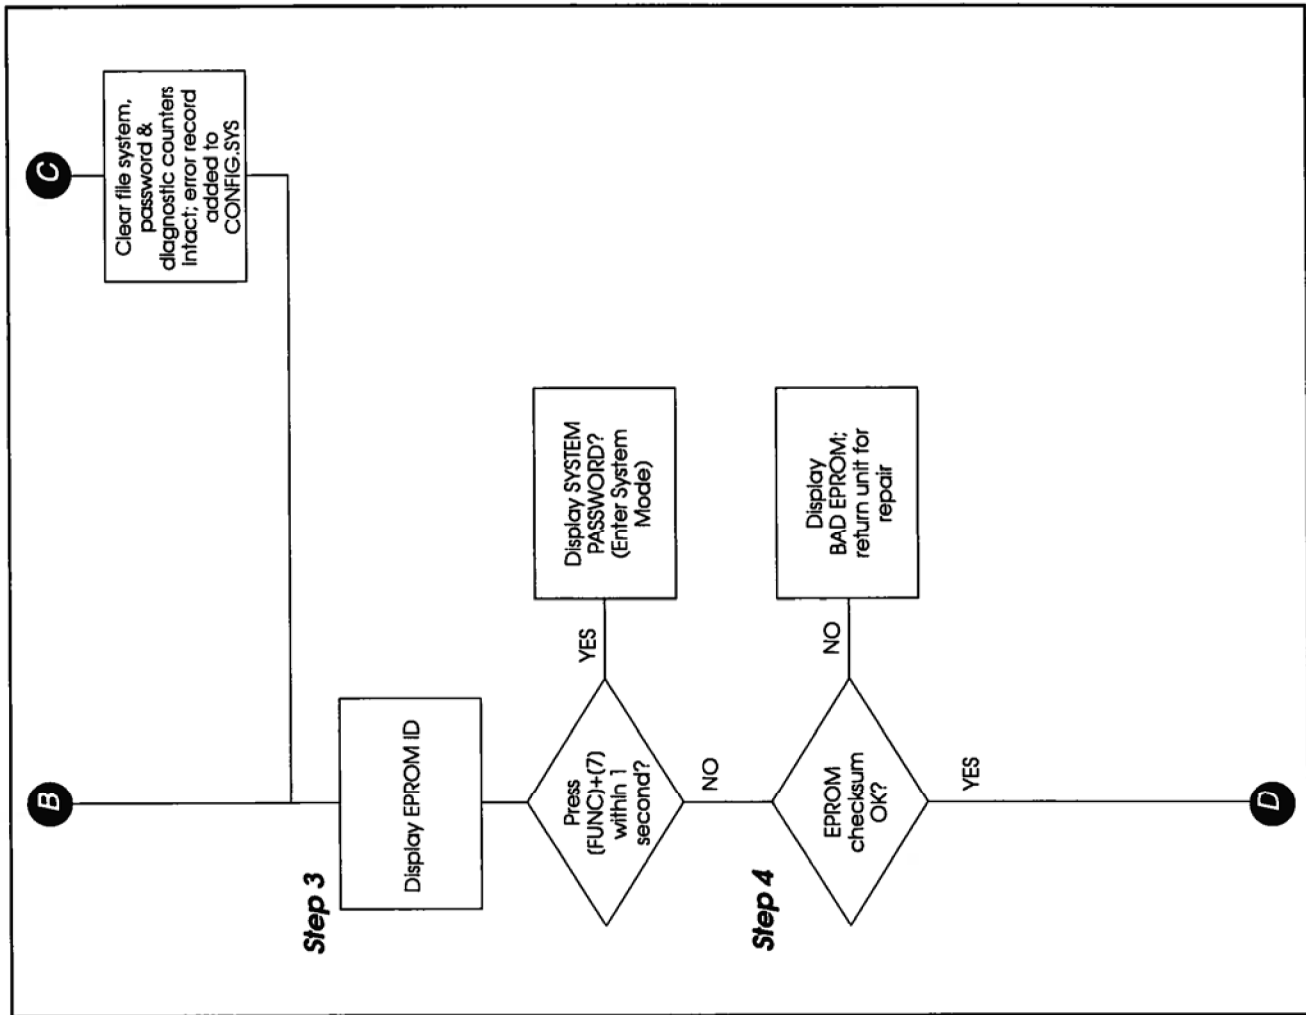 B
C
Clear file system,
password &
diagnostic counters
intact; error record
added to
CONFIG.SYS
Step 3
Display EPROM ID
Press
(FUNC)+(7)
within 1
second?
YES
Display SYSTEM
PASSWORD?
(Enter System
Mode)
NO
Step 4
EPROM
checksum
OK?
NO
Display
BAD EPROM;
return unit for
repair
YES
D